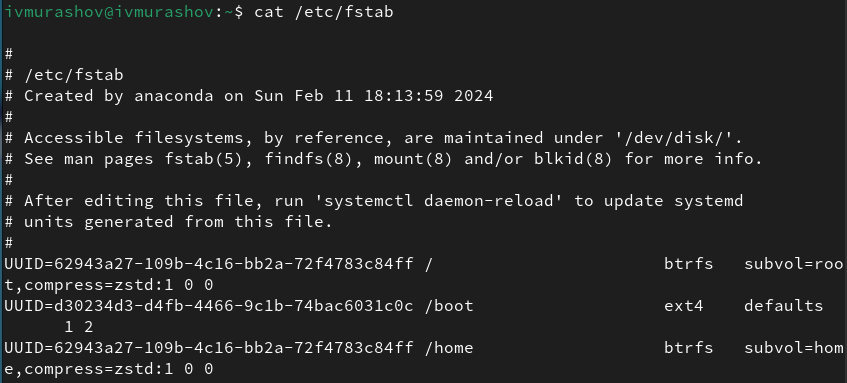 ivmurashov@ivmurashov:~$ cat /etc/fstab
#
# /etc/fstab
# Created by anaconda on Sun Feb 11 18:13:59 2024
#
# Accessible filesystems, by reference, are maintained under '/dev/disk/'.
# See man pages fstab(5), findfs(8), mount(8) and/or blkid(8) for more info.
#
# After editing this file, run 'systemctl daemon-reload' to update systemd
# units generated from this file.
#
UUID=62943a27-109b-4c16-bb2a-72f4783c84ff /                       btrfs   subvol=roo
t,compress=zstd:1 0 0
UUID=d30234d3-d4fb-4466-9c1b-74bac6031c0c /boot                   ext4    defaults
      1 2
UUID=62943a27-109b-4c16-bb2a-72f4783c84ff /home                   btrfs   subvol=hom
e,compress=zstd:1 0 0